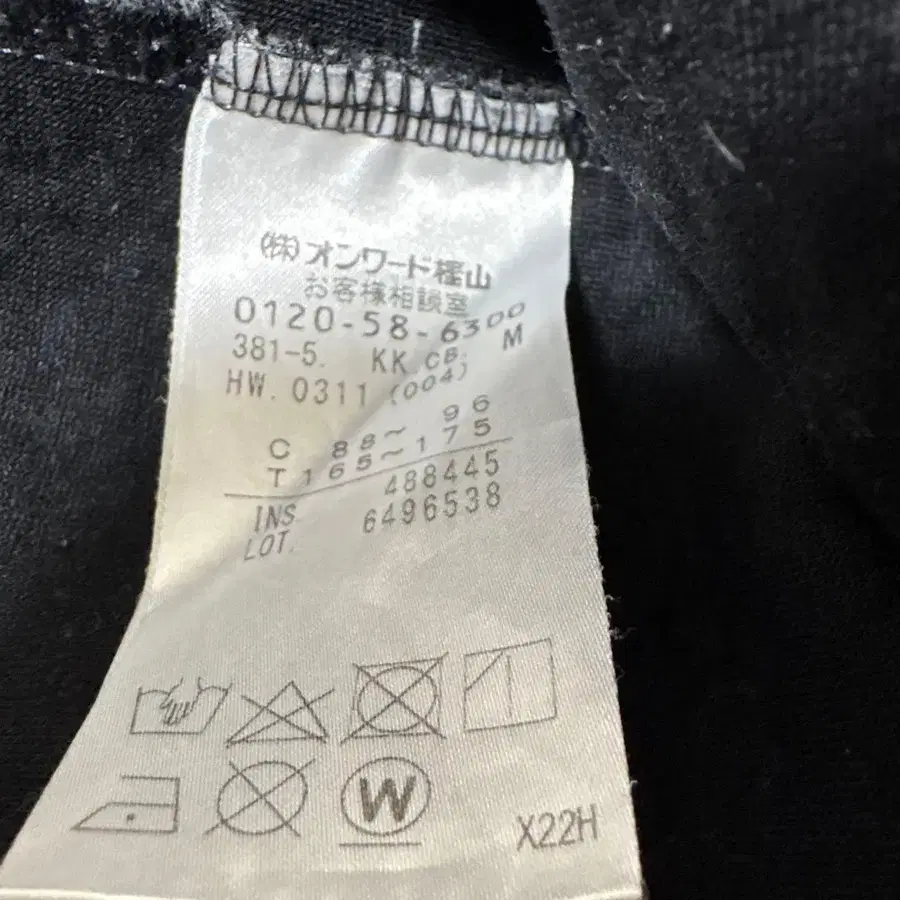 (株)オンワード樫山
お客様相談室
0120-58-6300
381-5. KK.CB. M
HW. 0311 (004)
C 88~ 96
T 165~175
INS. 488445
LOT. 6496538
W
X22H